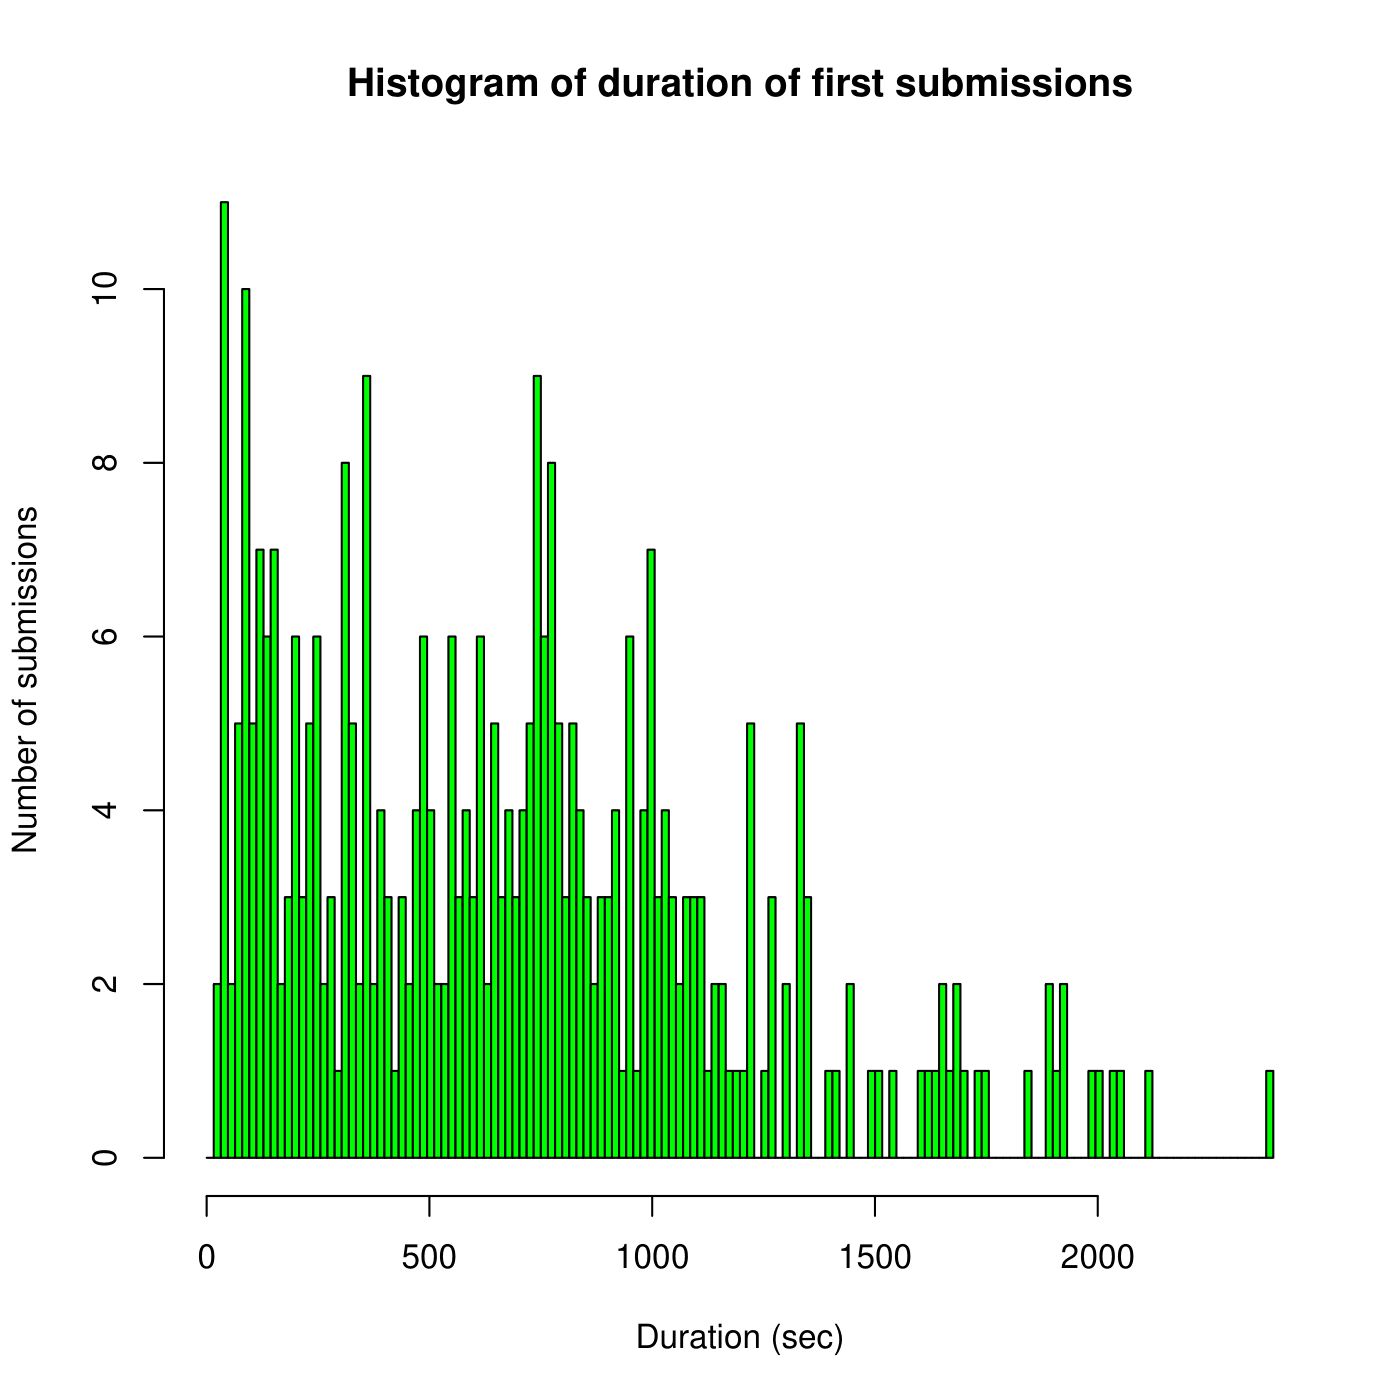 Histogram of duration of first submissions
Number of submissions
10
8
6
4
2
0
0 500 1000 1500 2000
Duration (sec)